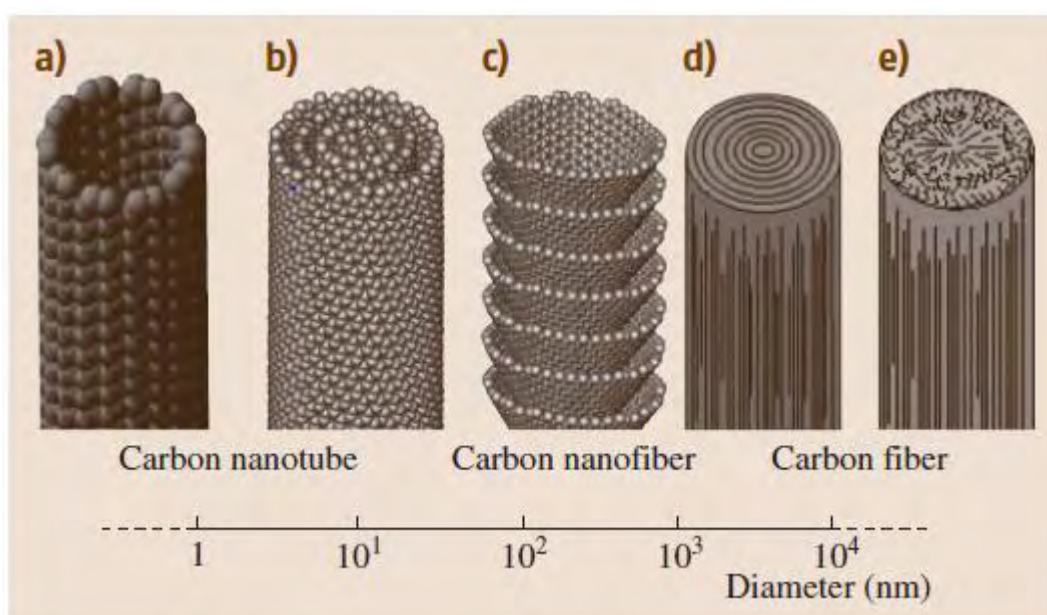 a) b) c) d) e)
Carbon nanotube Carbon nanofiber Carbon fiber
1 10¹ 10² 10³ 10⁴
Diameter (nm)